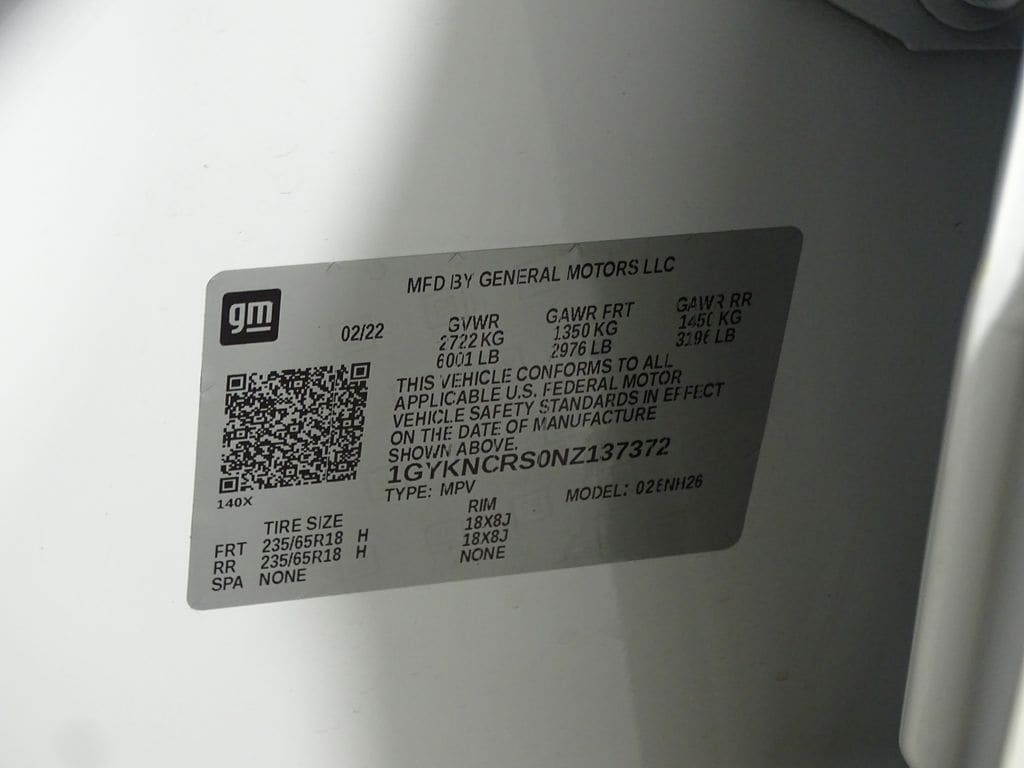 MFD BY GENERAL MOTORS LLC
gm
02/22
GVWR GAWR FRT GAWR RR
2722 KG 1350 KG 1450 KG
6001 LB 2976 LB 3196 LB
THIS VEHICLE CONFORMS TO ALL
APPLICABLE U.S. FEDERAL MOTOR
VEHICLE SAFETY STANDARDS IN EFFECT
ON THE DATE OF MANUFACTURE
SHOWN ABOVE.
1GYKNCRS0NZ137372
140X
TYPE: MPV MODEL:
TIRE SIZE RIM
FRT 235/65R18 H 18X8J
RR 235/65R18 H 18X8J
SPA NONE NONE